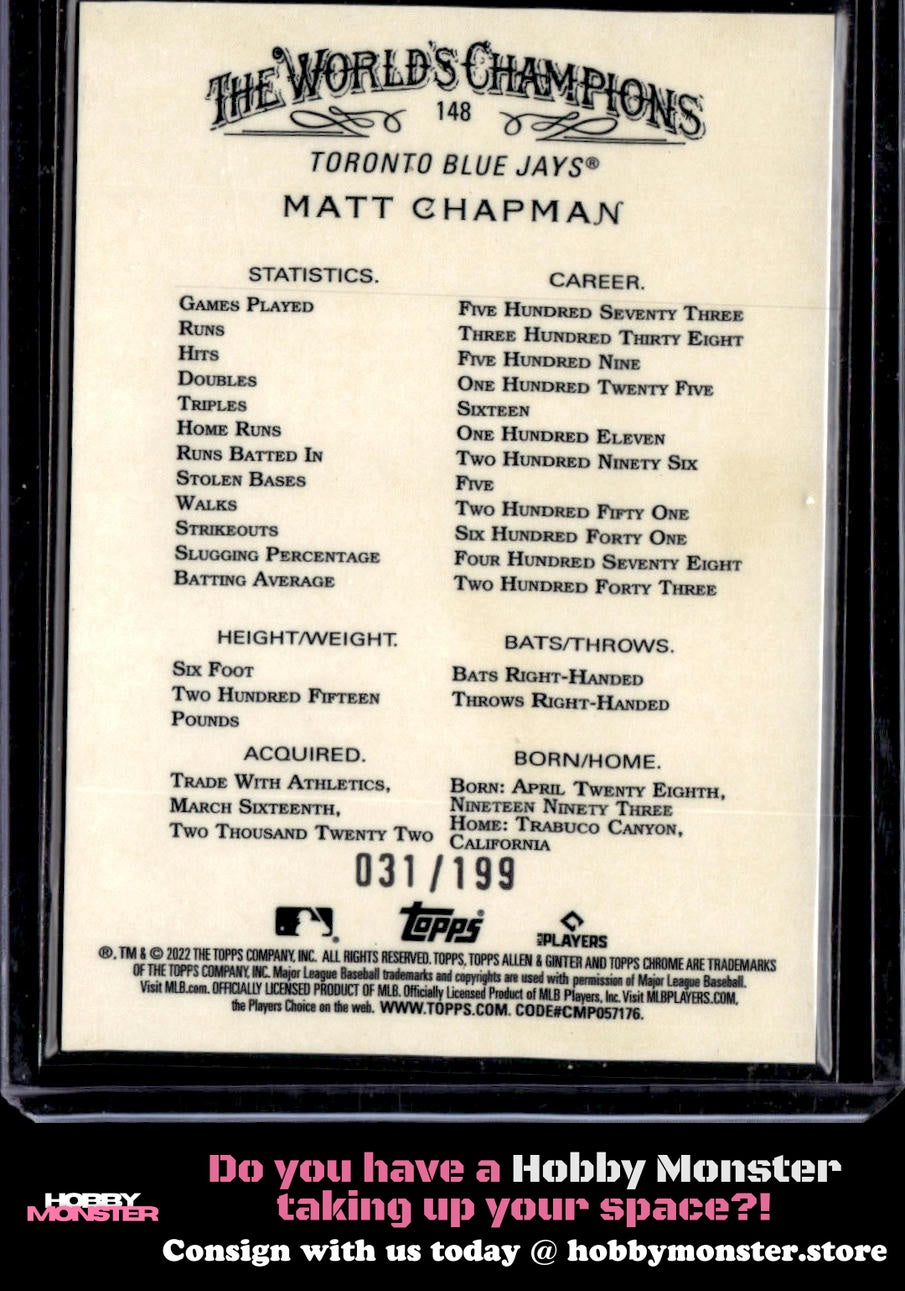 THE WORLD'S CHAMPIONS
148
TORONTO BLUE JAYS®
MATT CHAPMAN
STATISTICS.
GAMES PLAYED
RUNS
HITS
DOUBLES
TRIPLES
HOME RUNS
RUNS BATTED IN
STOLEN BASES
WALKS
STRIKEOUTS
SLUGGING PERCENTAGE
BATTING AVERAGE
CAREER.
FIVE HUNDRED SEVENTY THREE
THREE HUNDRED THIRTY EIGHT
FIVE HUNDRED NINE
ONE HUNDRED TWENTY FIVE
SIXTEEN
ONE HUNDRED ELEVEN
TWO HUNDRED NINETY SIX
FIVE
TWO HUNDRED FIFTY ONE
SIX HUNDRED FORTY ONE
FOUR HUNDRED SEVENTY EIGHT
TWO HUNDRED FORTY THREE
HEIGHT/WEIGHT.
SIX FOOT
TWO HUNDRED FIFTEEN
POUNDS
BATS/THROWS.
BATS RIGHT-HANDED
THROWS RIGHT-HANDED
ACQUIRED.
TRADE WITH ATHLETICS,
MARCH SIXTEENTH,
TWO THOUSAND TWENTY TWO
BORN/HOME.
BORN: APRIL TWENTY EIGHTH,
NINETEEN NINETY THREE
HOME: TRABUCO CANYON,
CALIFORNIA
031/199
topps®
MLB PLAYERS
®, TM & © 2022 THE TOPPS COMPANY, INC. ALL RIGHTS RESERVED. TOPPS, TOPPS ALLEN & GINTER AND TOPPS CHROME ARE TRADEMARKS
OF THE TOPPS COMPANY, INC. Major League Baseball trademarks and copyrights are used with permission of Major League Baseball.
Visit MLB.com. OFFICIALLY LICENSED PRODUCT OF MLB. Officially Licensed Product of MLB Players, Inc. Visit MLBPLAYERS.COM,
the Players Choice on the web. WWW.TOPPS.COM. CODE#CMP057176.
Do you have a Hobby Monster
taking up your space?!
HOBBY
MONSTER
Consign with us today @ hobbymonster.store